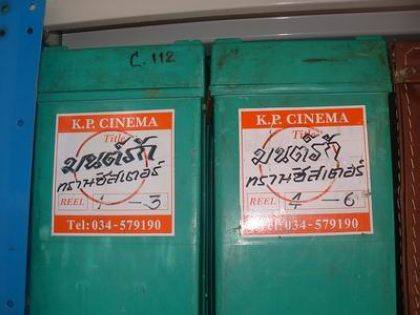 C.112
K.P. CINEMA
Title
มนต์รัก
ทรานซิสเตอร์
REEL 1 - 3
Tel:034-579190
K.P. CINEMA
Title
มนต์รัก
ทรานซิสเตอร์
REEL 4 - 6
Tel:034-579190